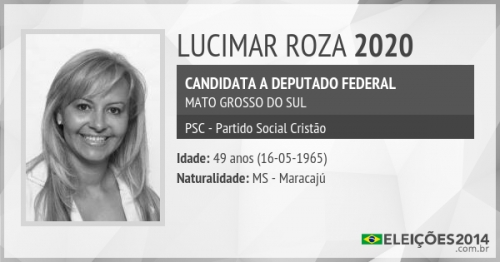 LUCIMAR ROZA 2020
CANDIDATA A DEPUTADO FEDERAL
MATO GROSSO DO SUL
PSC - Partido Social Cristão
Idade: 49 anos (16-05-1965)
Naturalidade: MS - Maracajú
ELEIÇÕES2014
.com.br